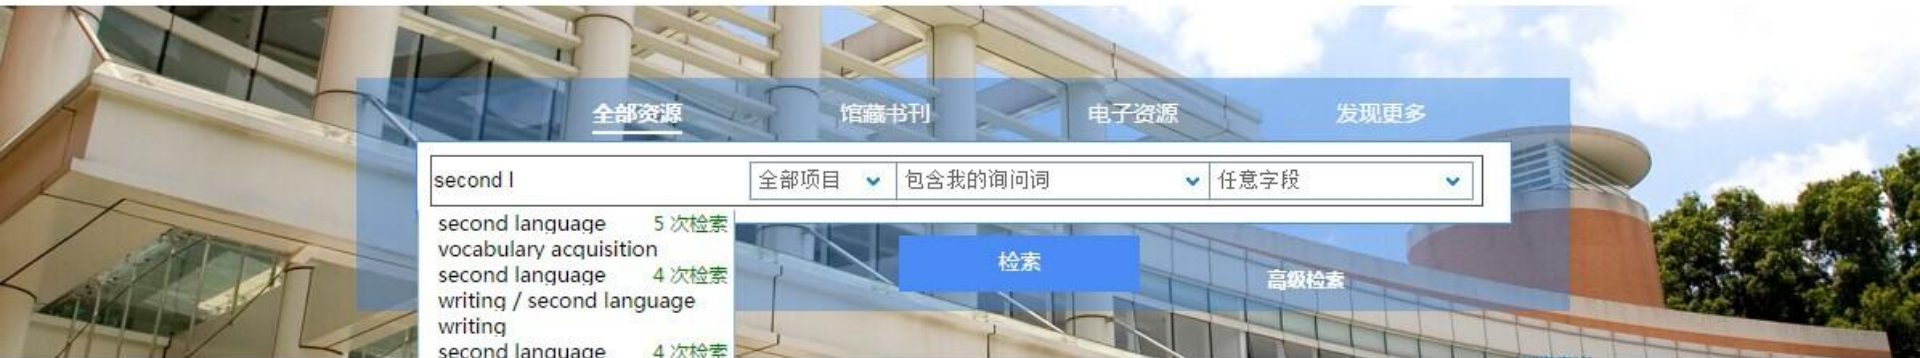 全部资源 馆藏书刊 电子资源 发现更多
second l 全部项目 包含我的询问词 任意字段
second language 5 次检索
vocabulary acquisition
second language 4 次检索
writing / second language
writing
second language 4 次检索
检索
高级检索